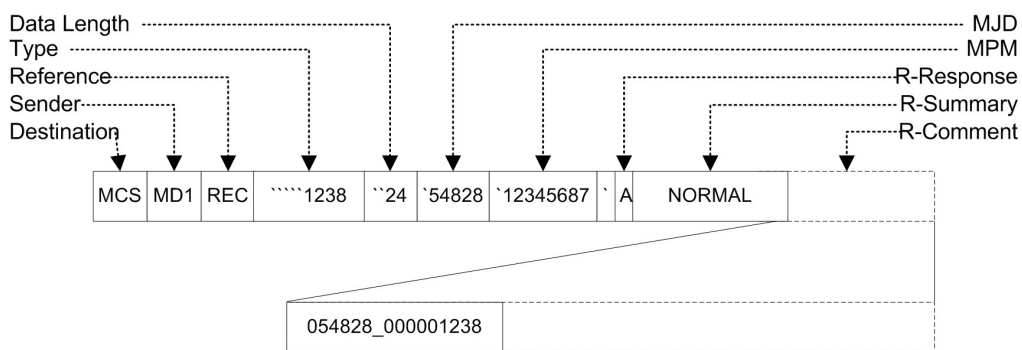 Data Length MJD
Type MPM
Reference R-Response
Sender R-Summary
Destination R-Comment
MCS MD1 REC `````1238 ``24 `54828 `12345687 ` A NORMAL
054828_000001238